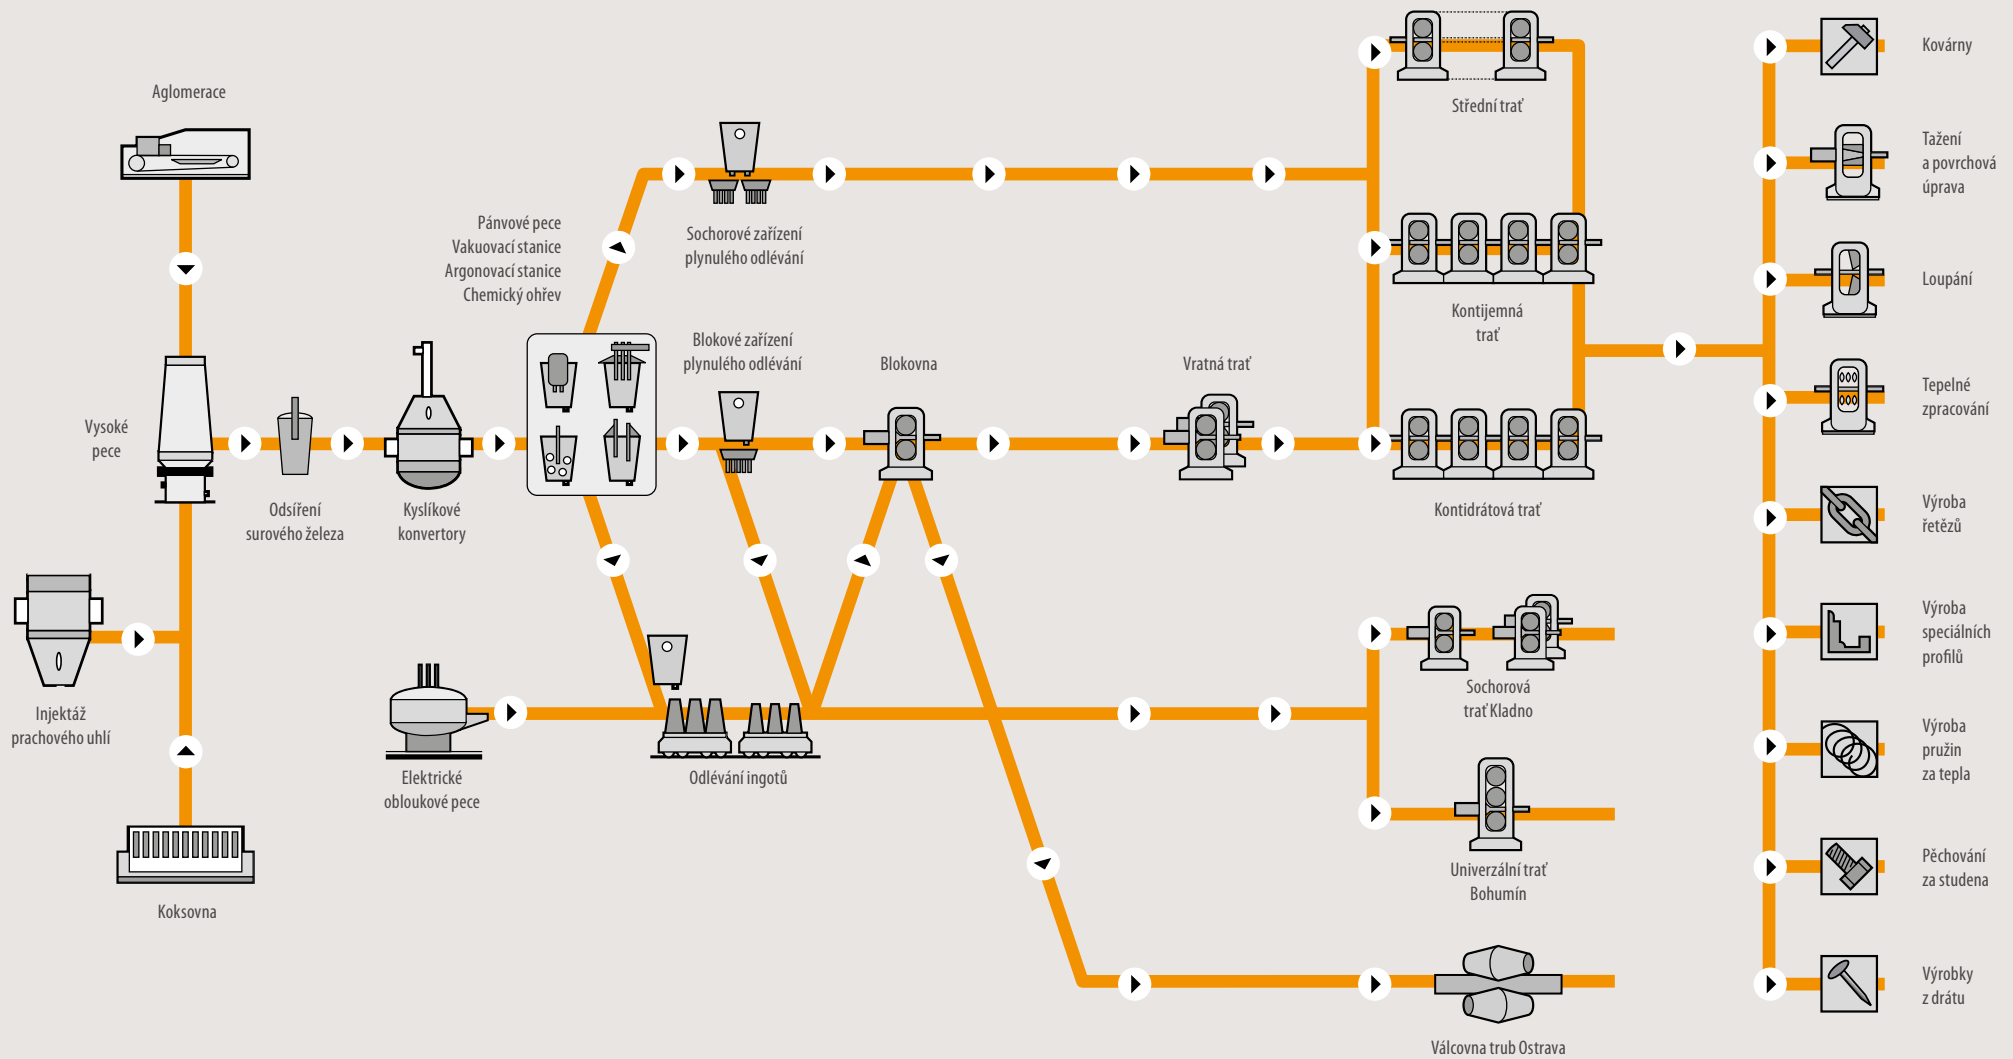 Aglomerace
Vysoké
pece
Injektáž
prachového uhlí
Koksovna
Odsíření
surového železa
Kyslíkové
konvertory
Pánvové pece
Vakuovací stanice
Argonovací stanice
Chemický ohřev
Elektrické
obloukové pece
Sochorové zařízení
plynulého odlévání
Blokové zařízení
plynulého odlévání
Odlévání ingotů
Blokovna
Vratná trať
Střední trať
Kontijemná
trať
Kontidrátová trať
Sochorová
trať Kladno
Univerzální trať
Bohumín
Válcovna trub Ostrava
Kovárny
Tažení
a povrchová
úprava
Loupání
Tepelné
zpracování
Výroba
řetězů
Výroba
speciálních
profilů
Výroba
pružin
za tepla
Pěchování
za studena
Výrobky
z drátu